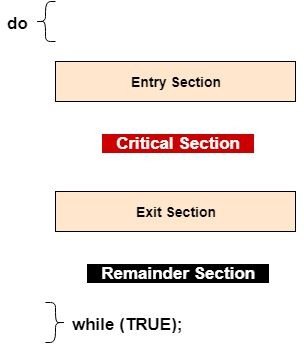 do {
Entry Section
Critical Section
Exit Section
Remainder Section
} while (TRUE);